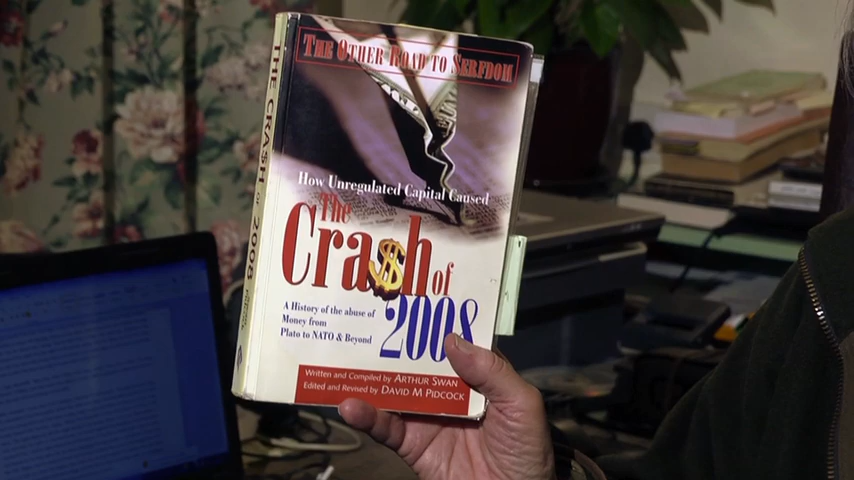 THE OTHER ROAD TO SERFDOM
How Unregulated Capital Caused
The
Cra$h of
2008
A History of the abuse of
Money from
Plato to NATO & Beyond
Written and Compiled by ARTHUR SWAN
Edited and Revised by DAVID M PIDCOCK
THE CRA$H OF 2008